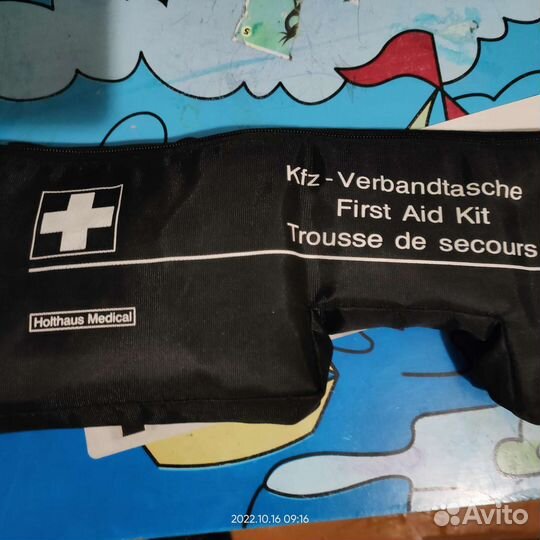 Kfz-Verbandtasche
First Aid Kit
Trousse de secours
Holthaus Medical
2022.10.16 09:16
Avito